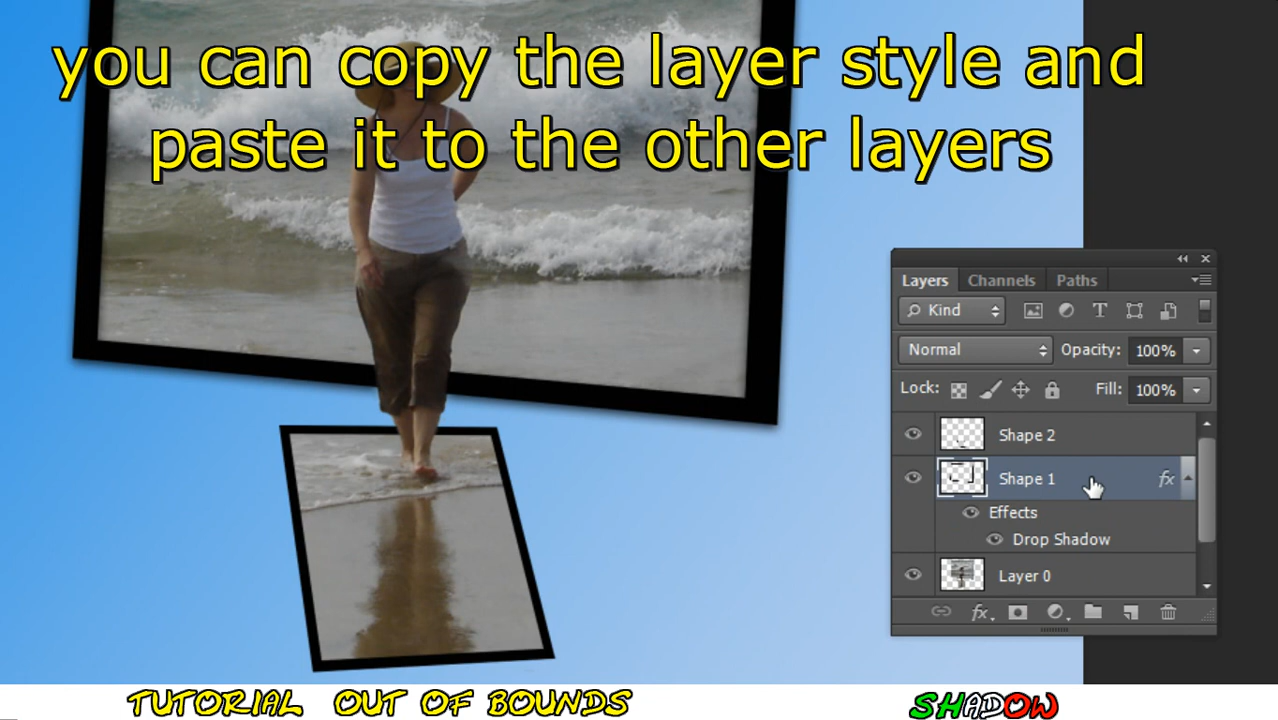 you can copy the layer style and
paste it to the other layers
Layers Channels Paths
Kind
Normal Opacity: 100%
Lock: Fill: 100%
Shape 2
Shape 1 fx
Effects
Drop Shadow
Layer 0
fx
TUTORIAL OUT OF BOUNDS
SHADOW